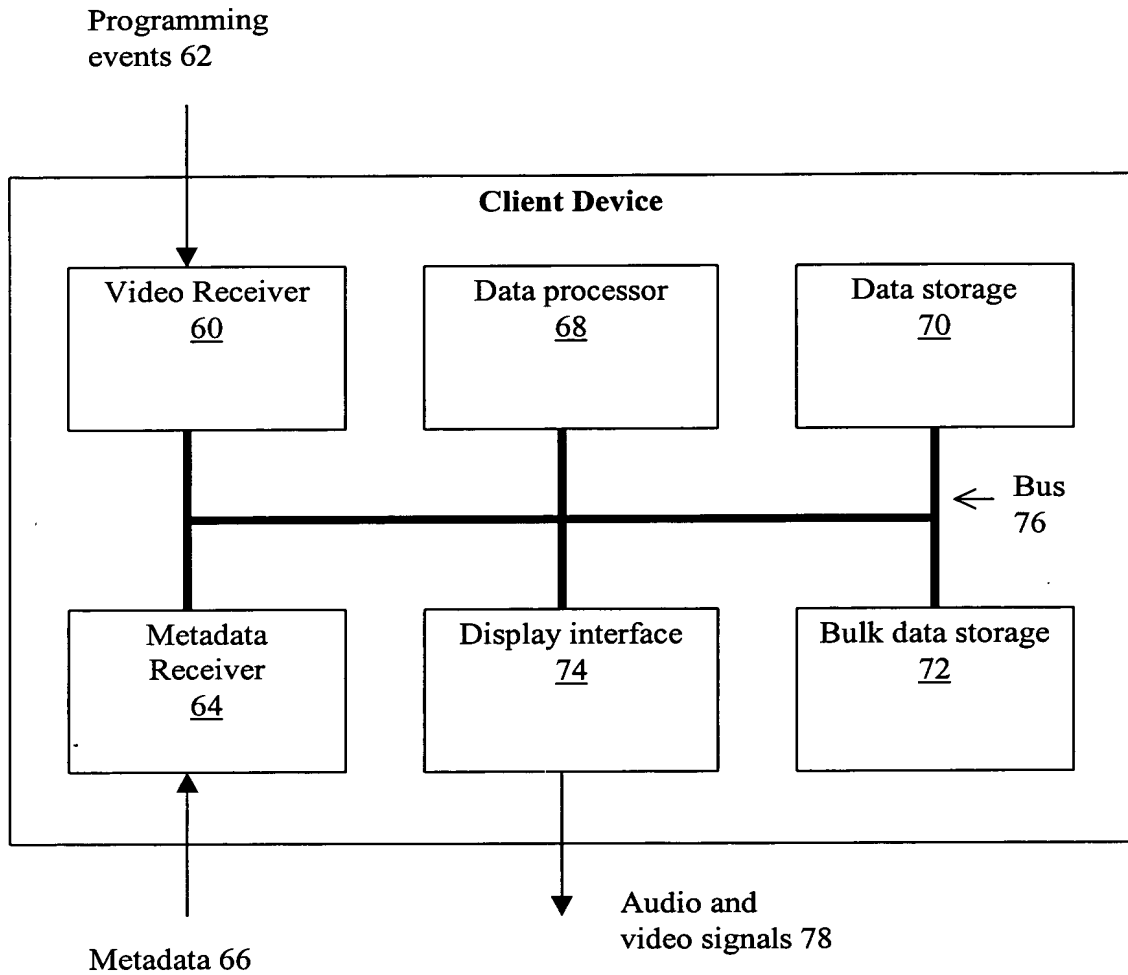 Programming
events 62
Client Device
Video Receiver
60
Data processor
68
Data storage
70
Bus
76
Metadata
Receiver
64
Display interface
74
Bulk data storage
72
Audio and
video signals 78
Metadata 66